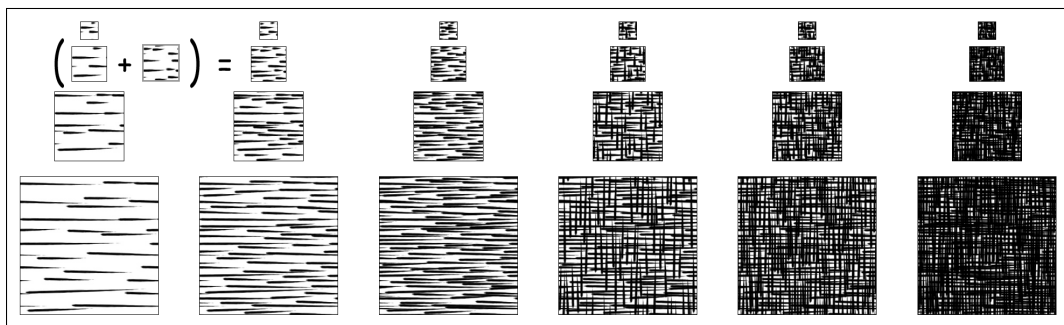 ( + ) =